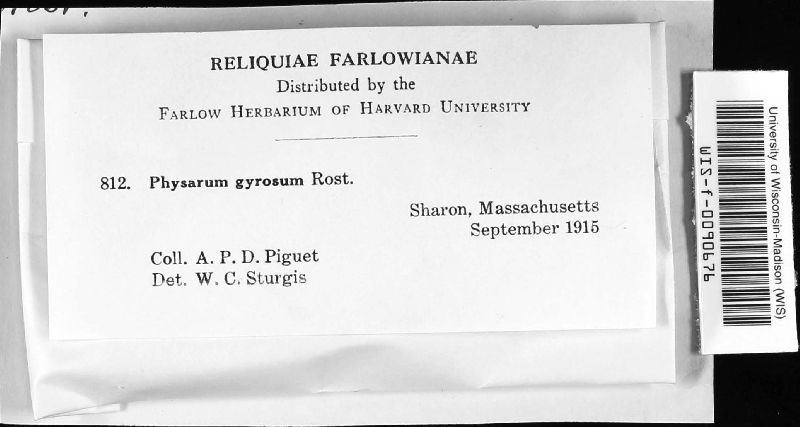 RELIQUIAE FARLOWIANAE
Distributed by the
FARLOW HERBARIUM OF HARVARD UNIVERSITY
812. Physarum gyrosum Rost.
Sharon, Massachusetts
September 1915
Coll. A. P. D. Piguet
Det. W. C. Sturgis
University of Wisconsin-Madison (WIS)
WIS-f-0090676